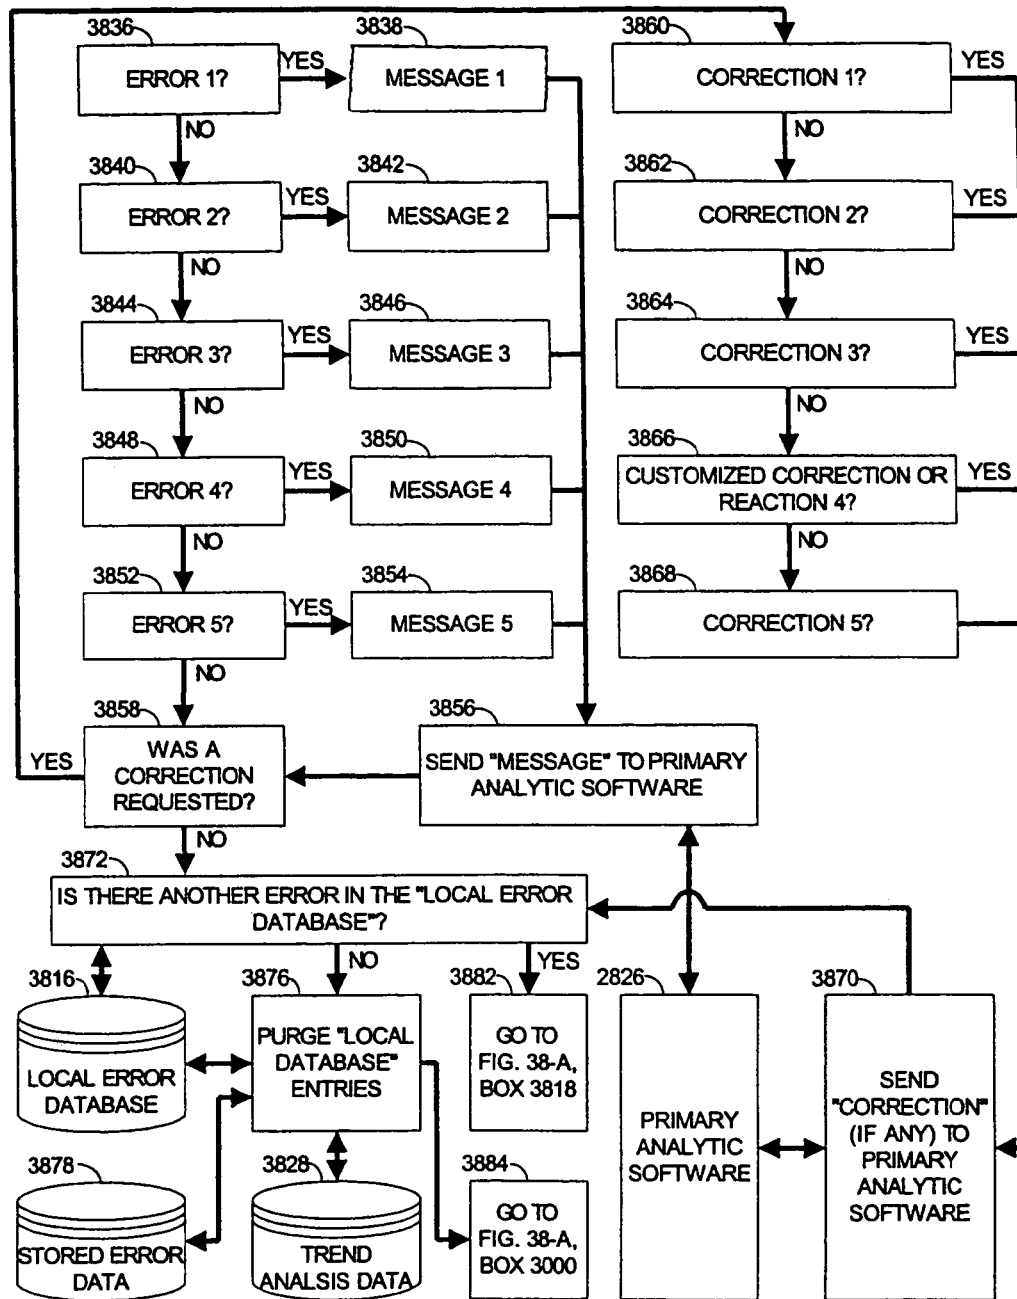 3836
ERROR 1?
YES
3838
MESSAGE 1
3860
CORRECTION 1?
YES
NO
NO
3840
ERROR 2?
YES
3842
MESSAGE 2
3862
CORRECTION 2?
YES
NO
NO
3844
ERROR 3?
YES
3846
MESSAGE 3
3864
CORRECTION 3?
YES
NO
NO
3848
ERROR 4?
YES
3850
MESSAGE 4
3866
CUSTOMIZED CORRECTION OR
REACTION 4?
YES
NO
NO
3852
ERROR 5?
YES
3854
MESSAGE 5
3868
CORRECTION 5?
NO
3858
WAS A
CORRECTION
REQUESTED?
YES
3856
SEND "MESSAGE" TO PRIMARY
ANALYTIC SOFTWARE
NO
3872
IS THERE ANOTHER ERROR IN THE "LOCAL ERROR
DATABASE"?
NO
YES
3816
LOCAL ERROR
DATABASE
3876
PURGE "LOCAL
DATABASE"
ENTRIES
3882
GO TO
FIG. 38-A,
BOX 3818
2826
PRIMARY
ANALYTIC
SOFTWARE
3870
SEND
"CORRECTION"
(IF ANY) TO
PRIMARY
ANALYTIC
SOFTWARE
3878
STORED ERROR
DATA
3828
TREND
ANALSIS DATA
3884
GO TO
FIG. 38-A,
BOX 3000